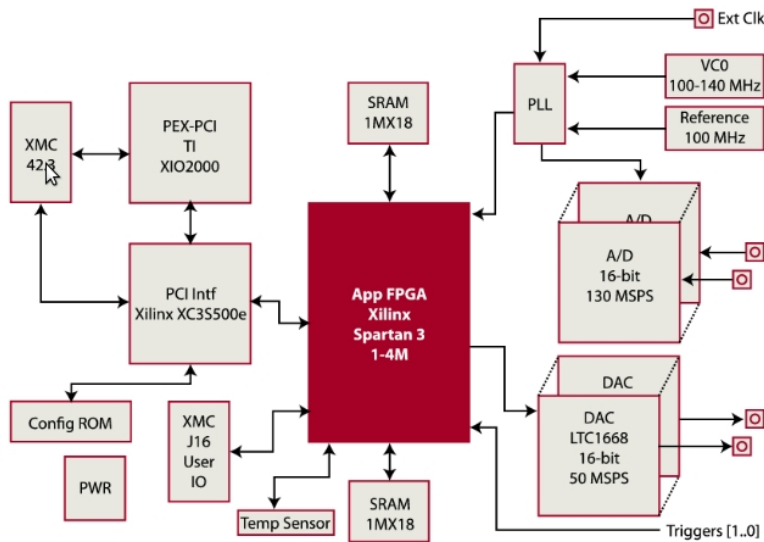 Ext Clk
VC0
100-140 MHz
PLL
Reference
100 MHz
SRAM
1MX18
XMC
PEX-PCI
TI
XIO2000
A/D
A/D
16-bit
130 MSPS
PCI Intf
Xilinx XC3S500e
App FPGA
Xilinx
Spartan 3
1-4M
DAC
DAC
LTC1668
16-bit
50 MSPS
Config ROM
XMC
J16
User
IO
PWR
Temp Sensor
SRAM
1MX18
Triggers [1..0]